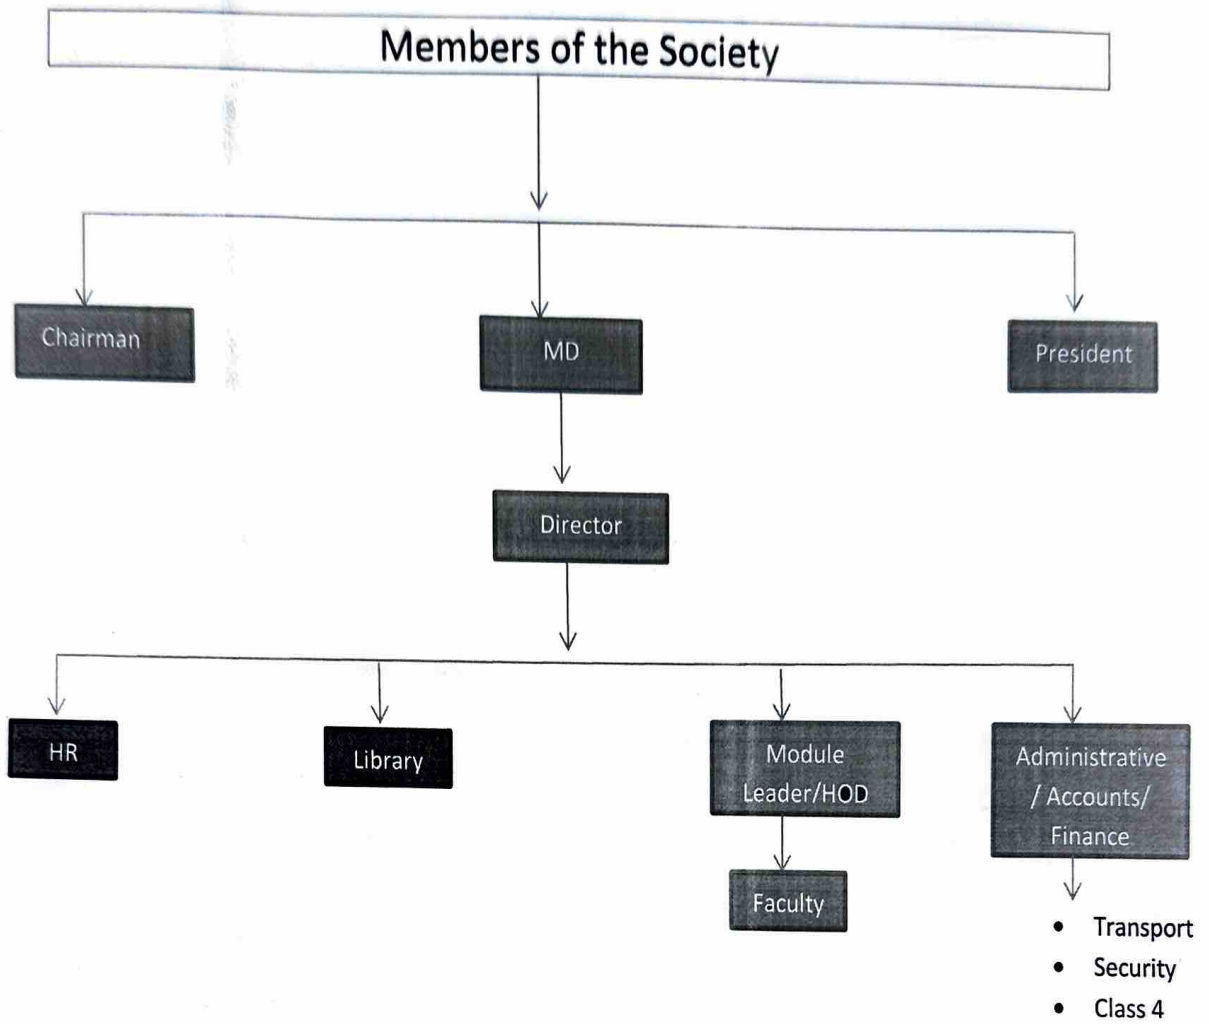 Members of the Society
Chairman
MD
President
Director
HR
Library
Module
Leader/HOD
Administrative
/ Accounts/
Finance
Faculty
• Transport
• Security
• Class 4